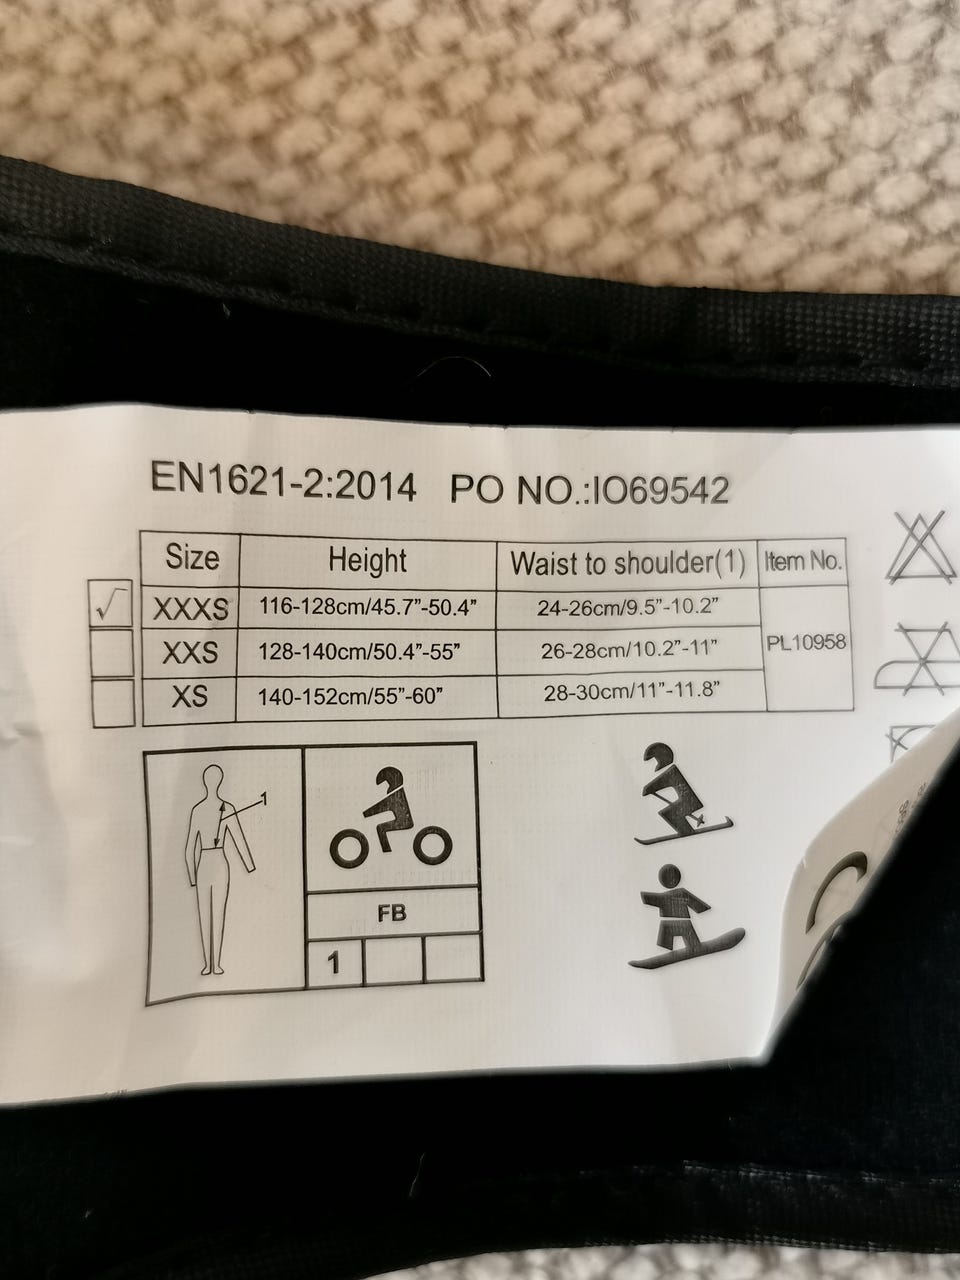 EN1621-2:2014 PO NO.:IO69542
Size Height Waist to shoulder(1) Item No.
√ XXXS 116-128cm/45.7”-50.4” 24-26cm/9.5”-10.2”
XXS 128-140cm/50.4”-55” 26-28cm/10.2”-11” PL10958
XS 140-152cm/55”-60” 28-30cm/11”-11.8”
1
FB
1